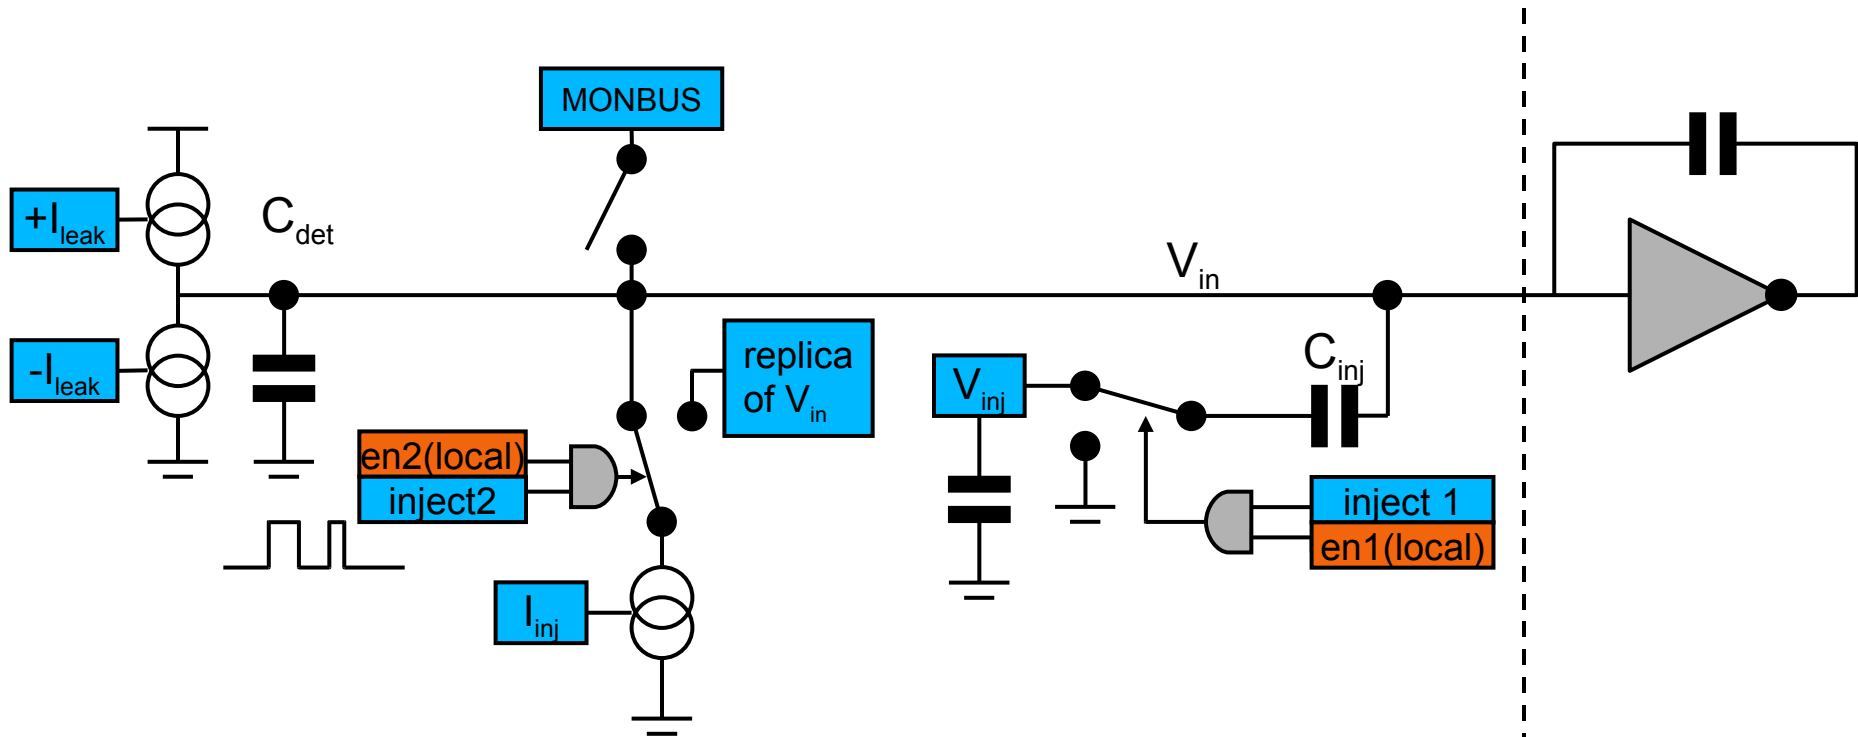 MONBUS
+Ileak
Cdet
Vin
-Ileak
replica
of Vin
Vinj
Cinj
en2(local)
inject2
inject 1
en1(local)
Iinj